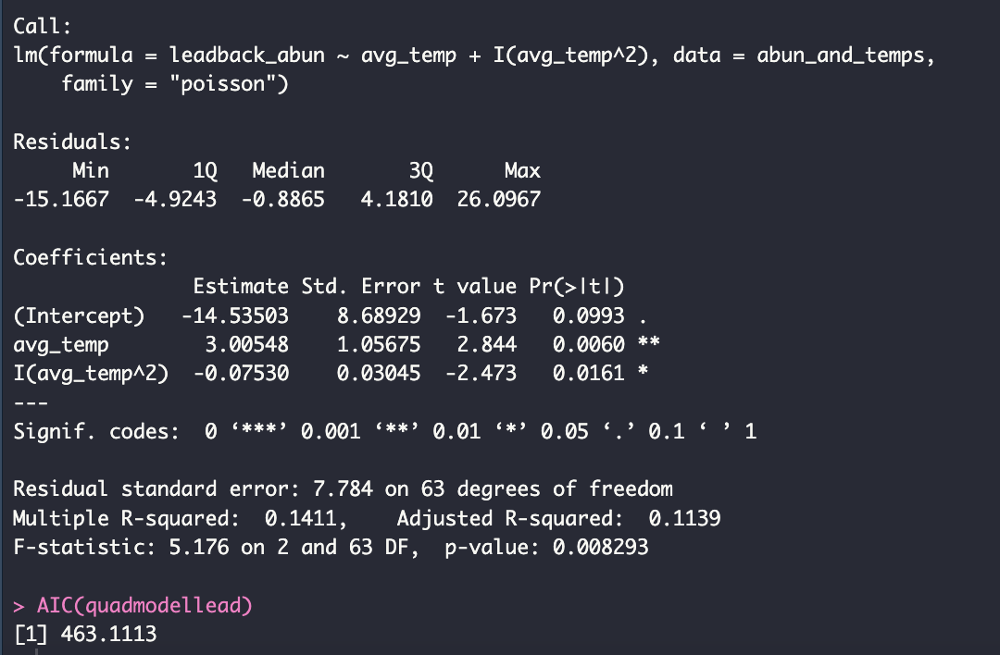 Call:
lm(formula = leadback_abun ~ avg_temp + I(avg_temp^2), data = abun_and_temps,
    family = "poisson")

Residuals:
     Min       1Q   Median       3Q      Max
-15.1667  -4.9243  -0.8865   4.1810  26.0967

Coefficients:
               Estimate Std. Error t value Pr(>|t|)
(Intercept)   -14.53503    8.68929  -1.673   0.0993 .
avg_temp        3.00548    1.05675   2.844   0.0060 **
I(avg_temp^2)  -0.07530    0.03045  -2.473   0.0161 *
---
Signif. codes:  0 ‘***’ 0.001 ‘**’ 0.01 ‘*’ 0.05 ‘.’ 0.1 ‘ ’ 1

Residual standard error: 7.784 on 63 degrees of freedom
Multiple R-squared:  0.1411,    Adjusted R-squared:  0.1139
F-statistic: 5.176 on 2 and 63 DF,  p-value: 0.008293

> AIC(quadmodellead)
[1] 463.1113